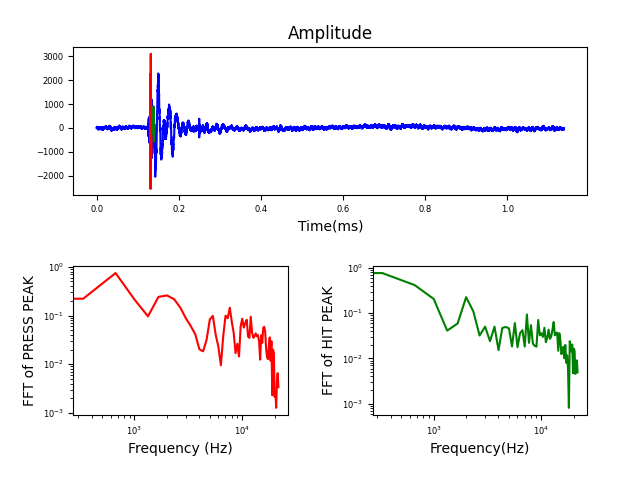 Amplitude
3000
2000
1000
0
−1000
−2000
0.0 0.2 0.4 0.6 0.8 1.0
Time(ms)
FFT of PRESS PEAK
10⁰
10⁻¹
10⁻²
10⁻³
10³ 10⁴
Frequency (Hz)
FFT of HIT PEAK
10⁰
10⁻¹
10⁻²
10⁻³
10³ 10⁴
Frequency(Hz)